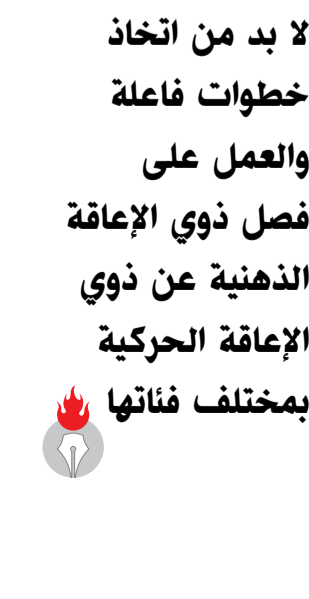 لا بد من اتخاذ
خطوات فاعلة
والعمل على
فصل ذوي الإعاقة
الذهنية عن ذوي
الإعاقة الحركية
بمختلف فئاتها